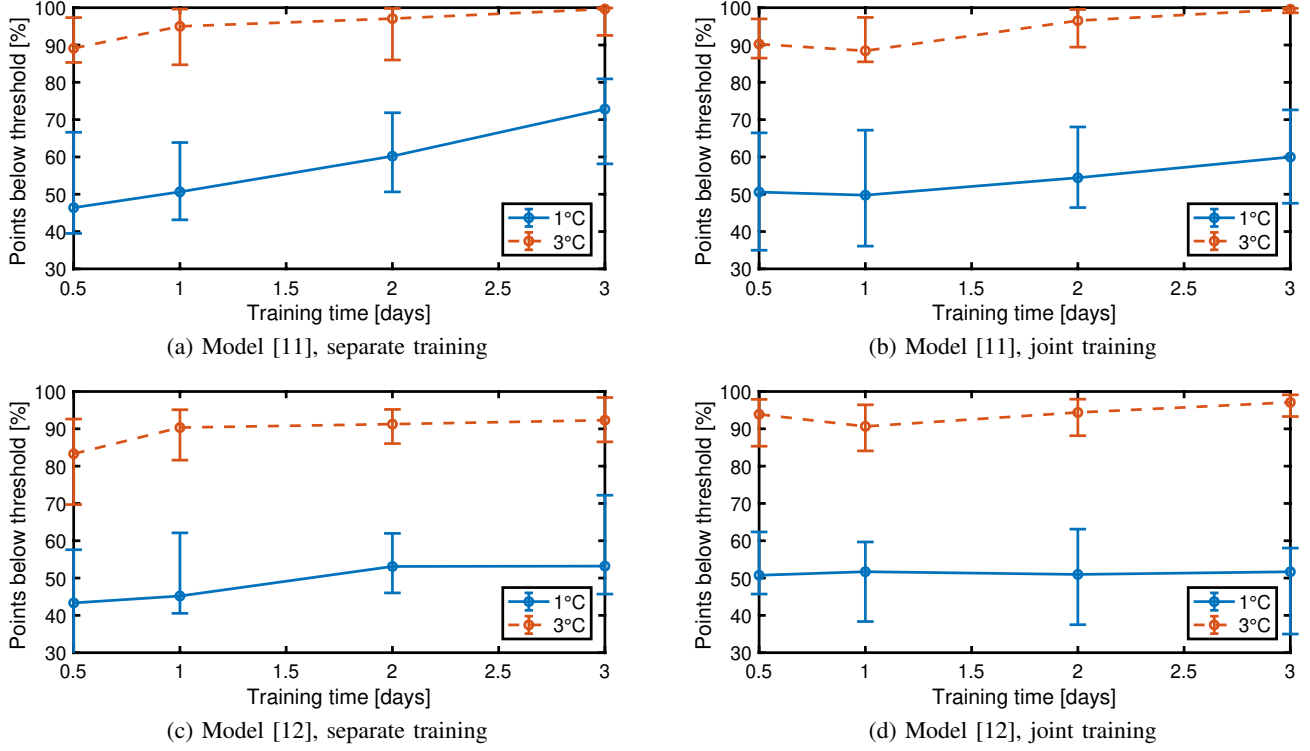 100
90
80
70
60
50
40
30
Points below threshold [%]
1°C
3°C
0.5 1 1.5 2 2.5 3
Training time [days]
(a) Model [11], separate training
100
90
80
70
60
50
40
30
Points below threshold [%]
1°C
3°C
0.5 1 1.5 2 2.5 3
Training time [days]
(b) Model [11], joint training
100
90
80
70
60
50
40
30
Points below threshold [%]
1°C
3°C
0.5 1 1.5 2 2.5 3
Training time [days]
(c) Model [12], separate training
100
90
80
70
60
50
40
30
Points below threshold [%]
1°C
3°C
0.5 1 1.5 2 2.5 3
Training time [days]
(d) Model [12], joint training